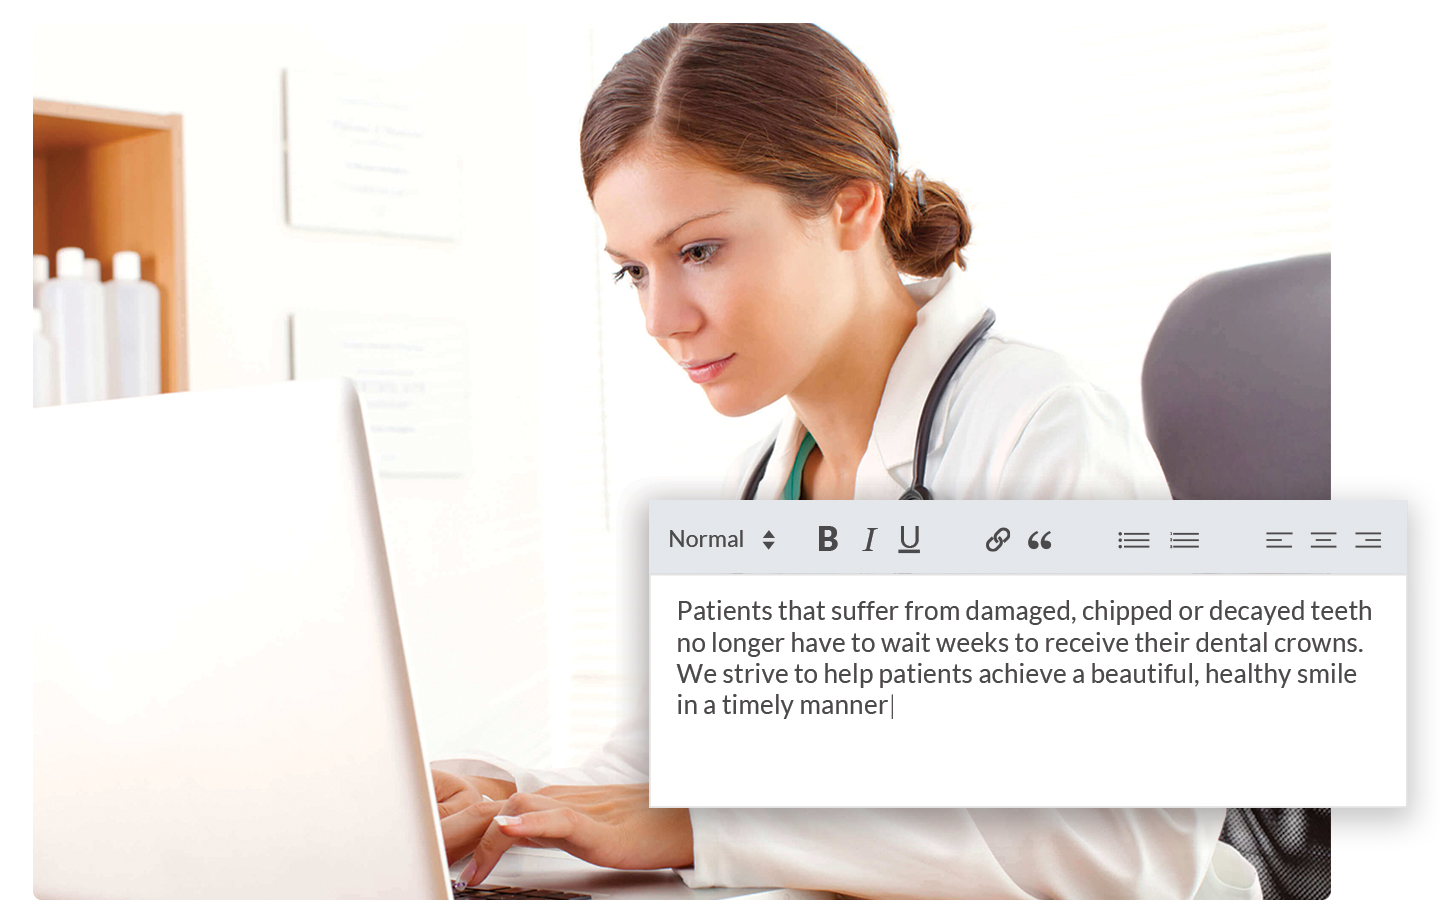 Normal B I U
Patients that suffer from damaged, chipped or decayed teeth
no longer have to wait weeks to receive their dental crowns.
We strive to help patients achieve a beautiful, healthy smile
in a timely manner